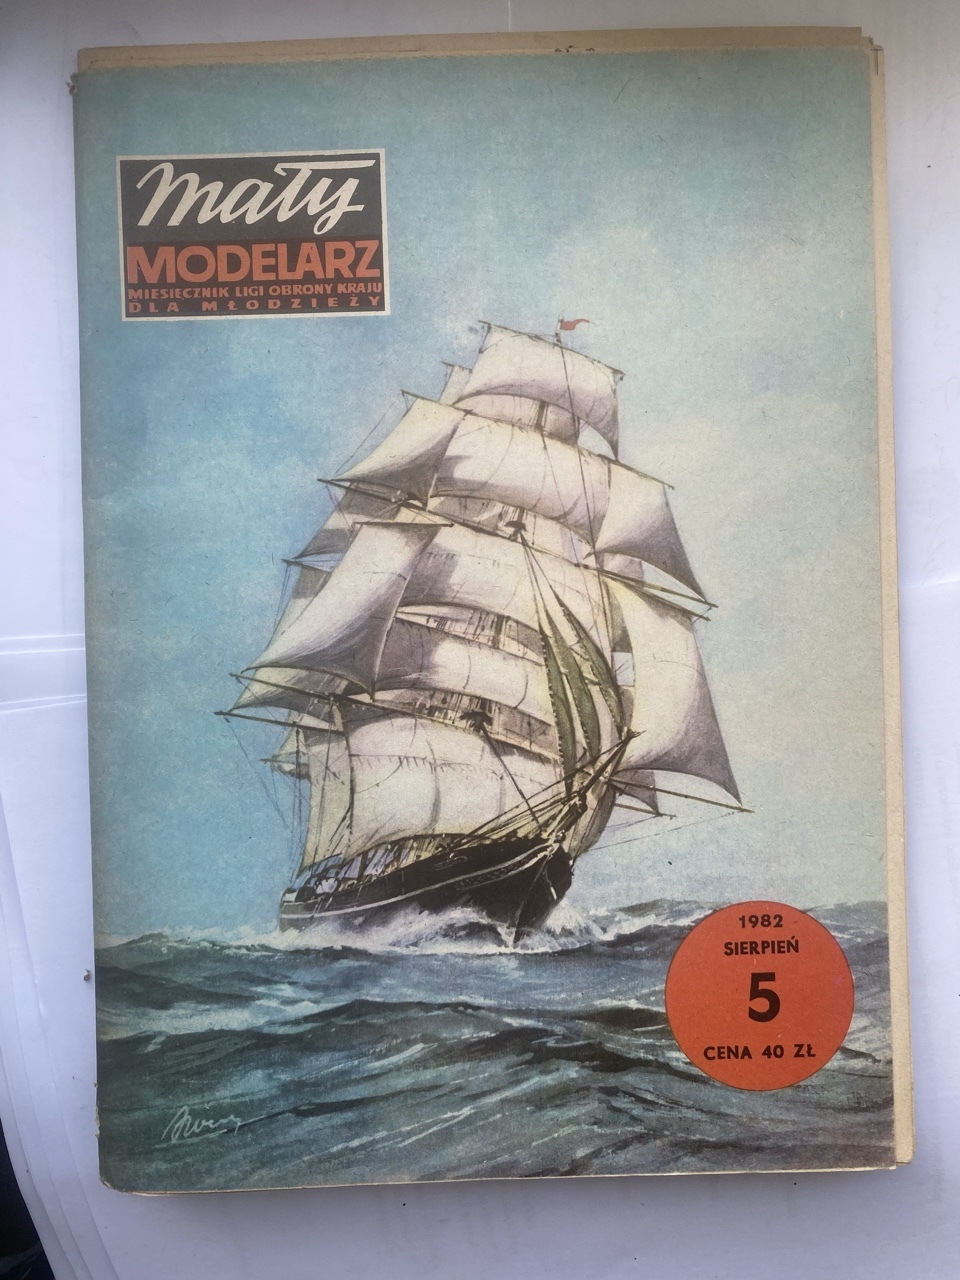 Mały
MODELARZ
MIESIĘCZNIK LIGI OBRONY KRAJU
DLA MŁODZIEŻY
1982
SIERPIEŃ
5
CENA 40 ZŁ